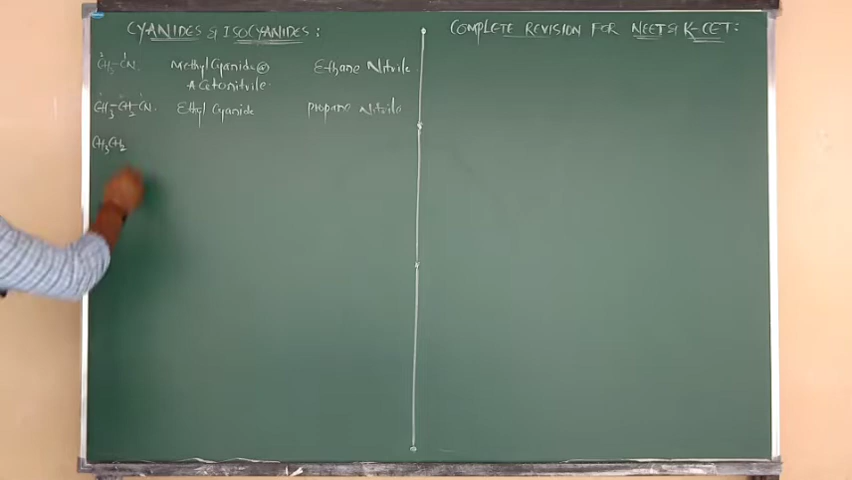 CYANIDES & ISOCYANIDES :
COMPLETE REVISION FOR NEET & K-CET :
CH3-CN. Methyl Cyanide (or) Ethane Nitrile.
Acetonitrile.
CH3-CH2-CN. Ethyl Cyanide Propane Nitrile
CH3CH2